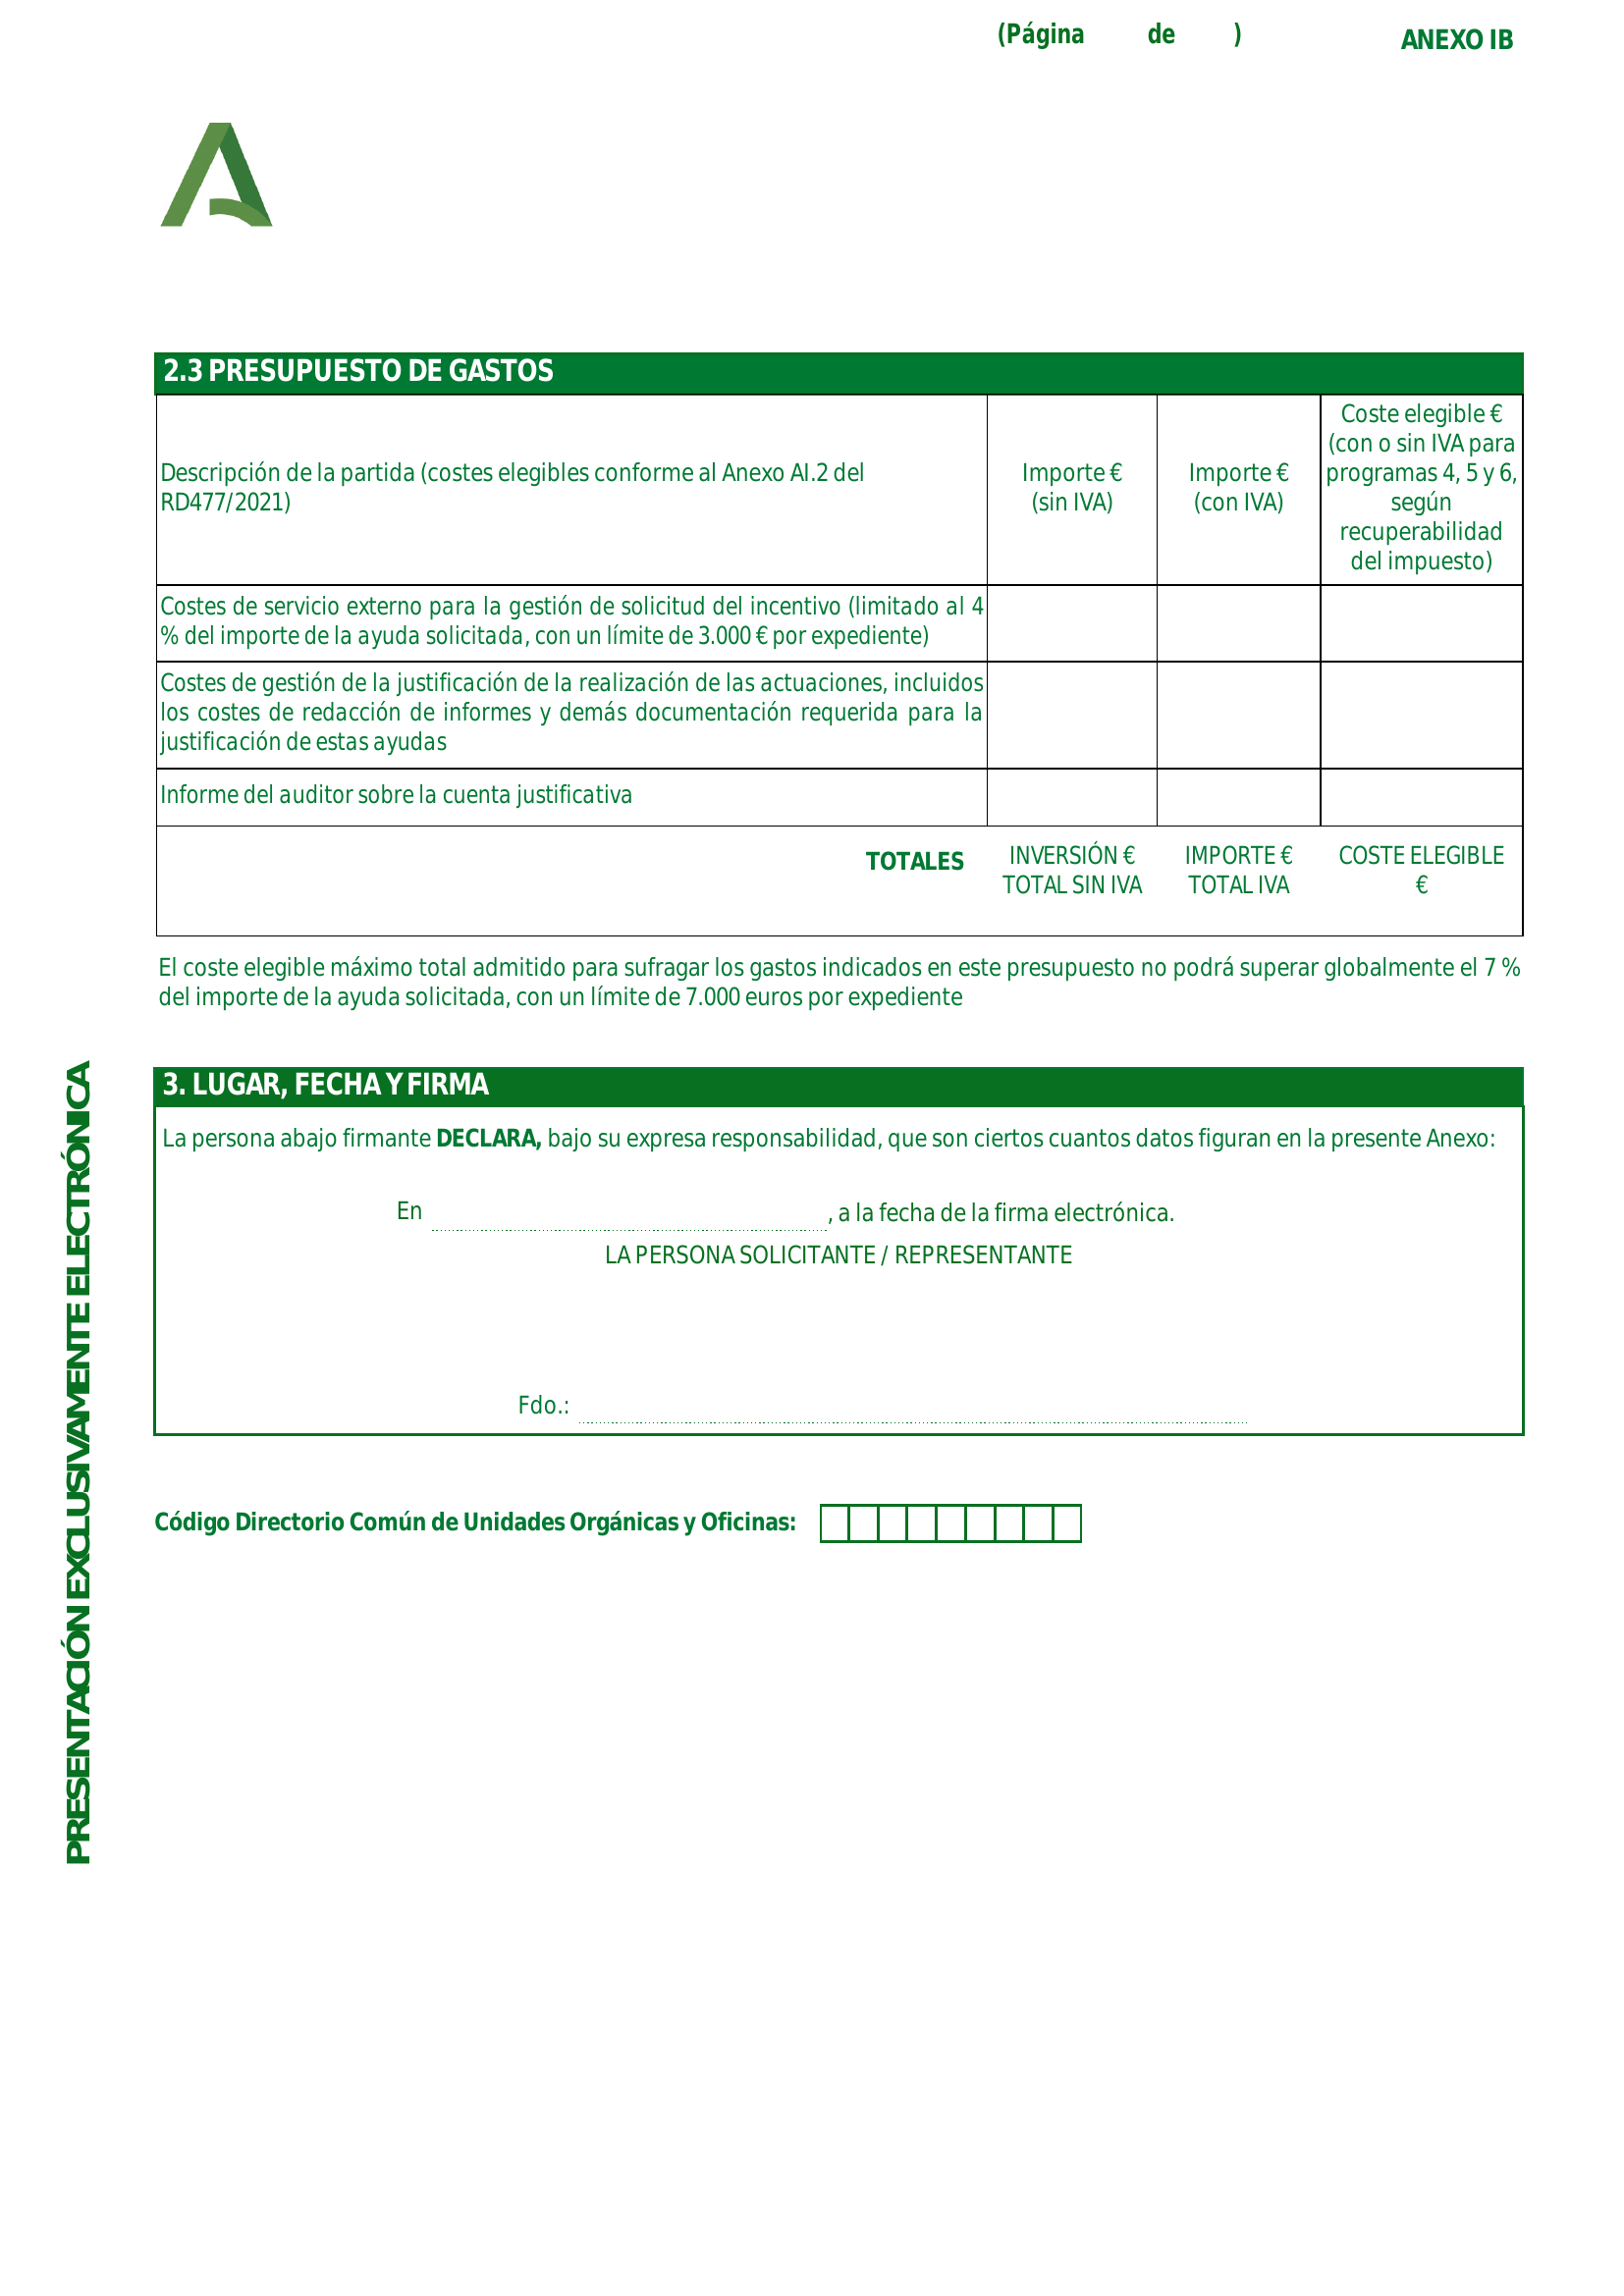 (Página de ) ANEXO IB
2.3 PRESUPUESTO DE GASTOS
Descripción de la partida (costes elegibles conforme al Anexo AI.2 del
RD477/2021)
Importe €
(sin IVA)
Importe €
(con IVA)
Coste elegible €
(con o sin IVA para
programas 4, 5 y 6,
según
recuperabilidad
del impuesto)
Costes de servicio externo para la gestión de solicitud del incentivo (limitado al 4
% del importe de la ayuda solicitada, con un límite de 3.000 € por expediente)
Costes de gestión de la justificación de la realización de las actuaciones, incluidos
los costes de redacción de informes y demás documentación requerida para la
justificación de estas ayudas
Informe del auditor sobre la cuenta justificativa
TOTALES
INVERSIÓN €
TOTAL SIN IVA
IMPORTE €
TOTAL IVA
COSTE ELEGIBLE
€
El coste elegible máximo total admitido para sufragar los gastos indicados en este presupuesto no podrá superar globalmente el 7 %
del importe de la ayuda solicitada, con un límite de 7.000 euros por expediente
3. LUGAR, FECHA Y FIRMA
La persona abajo firmante DECLARA, bajo su expresa responsabilidad, que son ciertos cuantos datos figuran en la presente Anexo:
En , a la fecha de la firma electrónica.
LA PERSONA SOLICITANTE / REPRESENTANTE
Fdo.:
Código Directorio Común de Unidades Orgánicas y Oficinas:
PRESENTACIÓN EXCLUSIVAMENTE ELECTRÓNICA